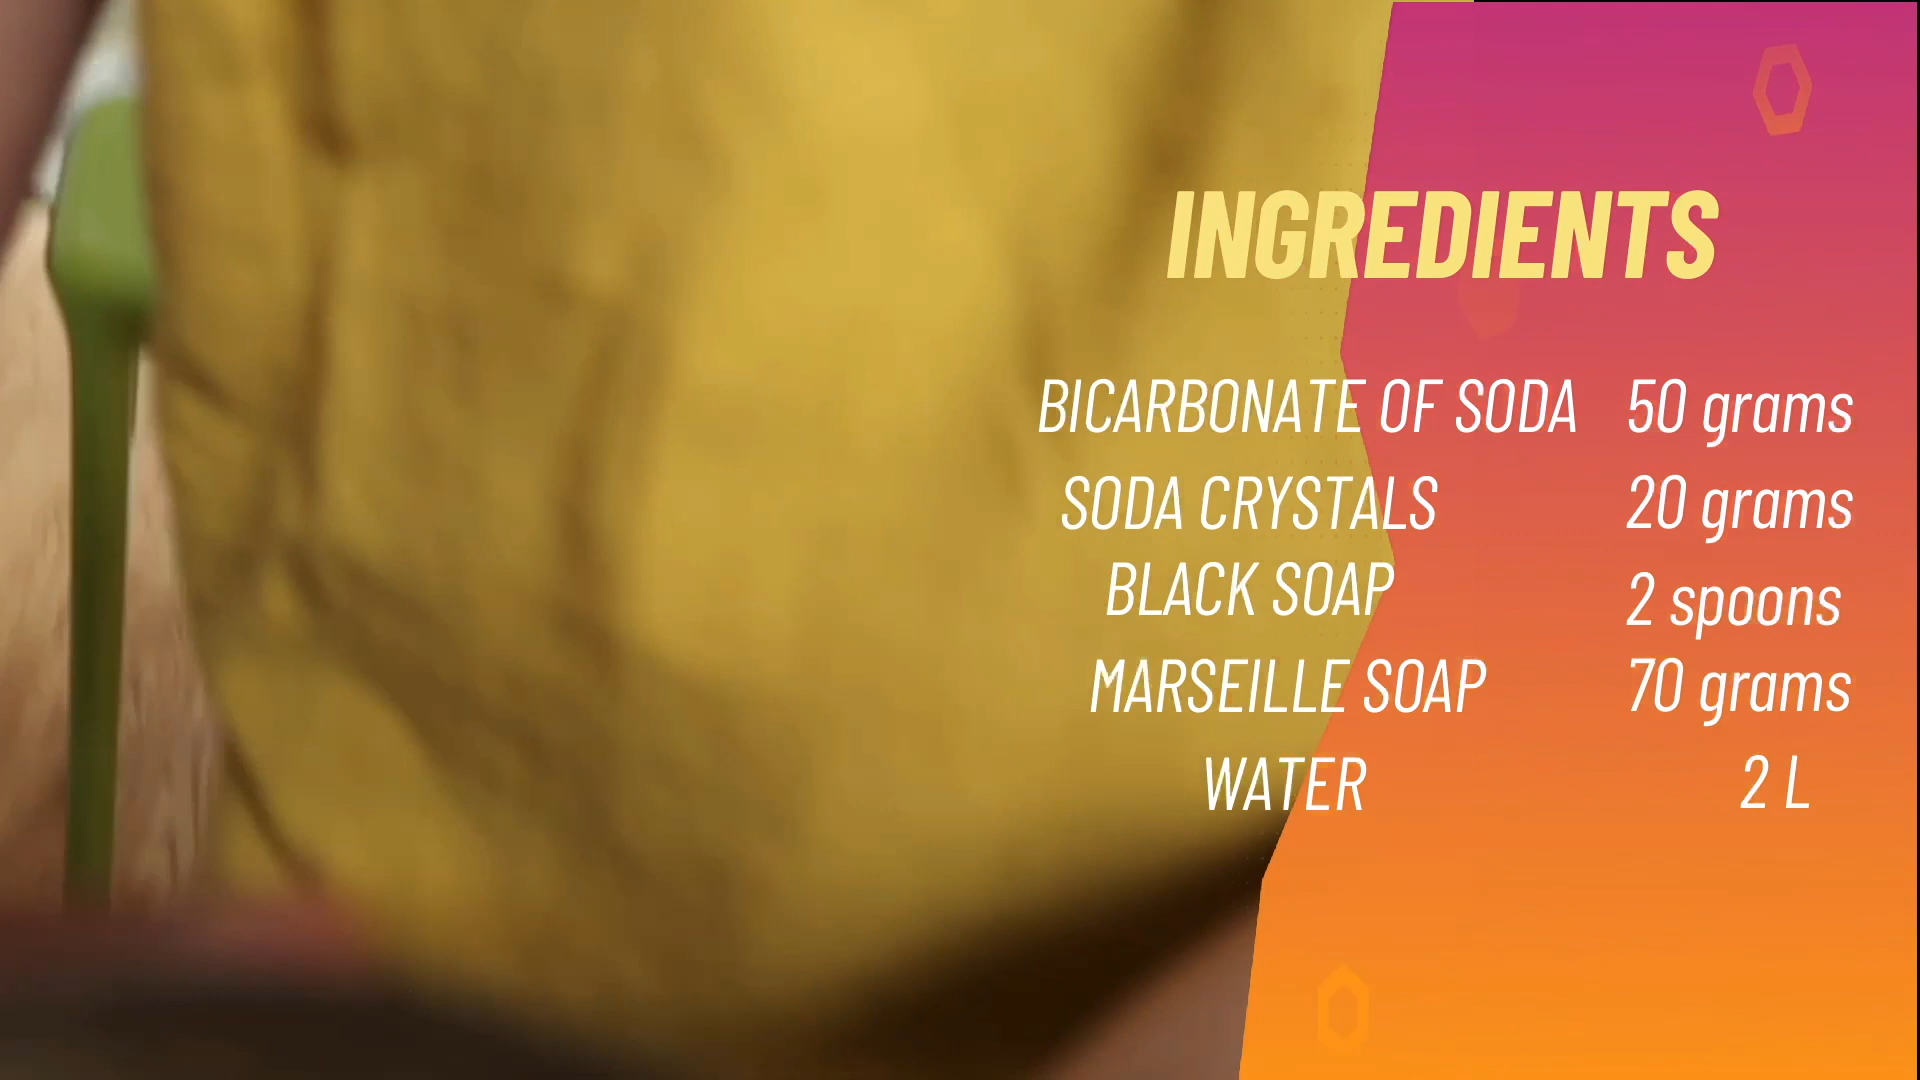 INGREDIENTS
BICARBONATE OF SODA 50 grams
SODA CRYSTALS 20 grams
BLACK SOAP 2 spoons
MARSEILLE SOAP 70 grams
WATER 2 L